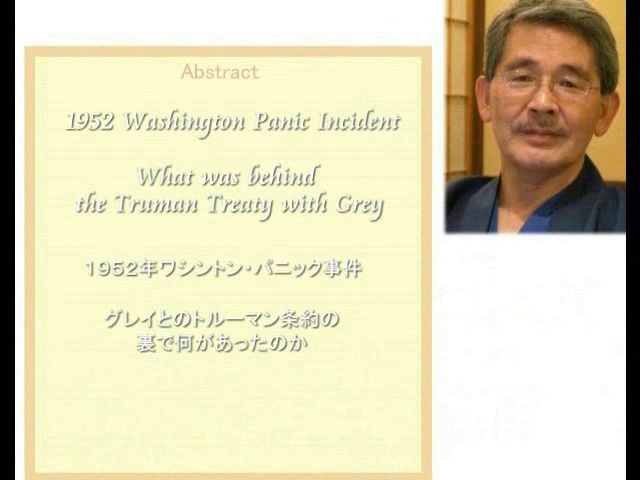 Abstract
1952 Washington Panic Incident
What was behind
the Truman Treaty with Grey
1952年ワシントン・パニック事件
グレイとのトルーマン条約の
裏で何があったのか